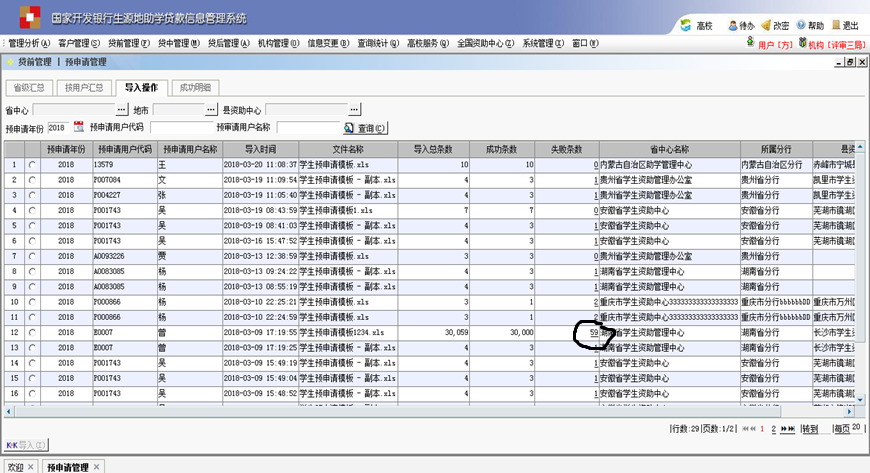 国家开发银行生源地助学贷款信息管理系统
高校 待办 改密 帮助 退出
管理分析(A) 客户管理(S) 贷前管理(F) 贷中管理(W) 贷后管理(L) 机构管理(I) 信息变更(D) 查询统计(Q) 高校服务(Q) 全国资助中心(Z) 系统管理(I) 窗口(W) 用户 [方] 机构 [评审三局]
贷前管理 | 预申请管理
省级汇总 按用户汇总 导入操作 成功明细
省中心 ... 地市 ... 县资助中心 ...
预申请年份 2018 预申请用户代码 预审请用户名称 查询(C)
预申请年份 预申请用户代码 预申请用户名称 导入时间 文件名称 导入总条数 成功条数 失败条数 省中心名称 所属分行 县资
1 2018 13579 王 2018-03-20 11:08:37 学生预申请模板.xls 10 10 0 内蒙古自治区助学管理中心 内蒙古自治区分行 赤峰市宁城
2 2018 P007084 文 2018-03-19 11:09:54 学生预申请模板 - 副本.xls 4 3 1 贵州省学生资助管理办公室 贵州省分行 凯里市学生
3 2018 P004227 张 2018-03-19 11:05:40 学生预申请模板 - 副本.xls 4 3 1 贵州省学生资助管理办公室 贵州省分行 凯里市学生
4 2018 P001743 吴 2018-03-19 08:43:59 学生预申请模板1.xls 7 7 0 安徽省学生资助中心 安徽省分行 芜湖市镜湖
5 2018 P001743 吴 2018-03-19 08:41:03 学生预申请模板 - 副本.xls 4 3 1 安徽省学生资助中心 安徽省分行 芜湖市镜湖
6 2018 P001743 吴 2018-03-16 15:47:52 学生预申请模板 - 副本.xls 4 3 1 安徽省学生资助中心 安徽省分行 芜湖市镜湖
7 2018 A0093226 贾 2018-03-13 12:38:59 学生预申请模板 - 副本.xls 3 3 0 贵州省学生资助管理办公室 贵州省分行
8 2018 A0083085 杨 2018-03-13 09:24:22 学生预申请模板 - 副本.xls 4 3 1 湖南省学生资助管理中心 湖南省分行
9 2018 A0083085 杨 2018-03-13 08:55:19 学生预申请模板 - 副本.xls 4 3 1 湖南省学生资助管理中心 湖南省分行
10 2018 P000866 杨 2018-03-10 22:25:21 学生预申请模板 - 副本.xls 3 1 2 重庆市学生资助中心33333333333333333 重庆市分行bbbbbbDD 重庆市万州
11 2018 P000866 杨 2018-03-10 22:24:59 学生预申请模板 - 副本.xls 3 1 2 重庆市学生资助中心33333333333333333 重庆市分行bbbbbbDD 重庆市万州
12 2018 E0007 曾 2018-03-09 17:19:55 学生预申请模板1234.xls 30,059 30,000 59 湖南省学生资助管理中心 湖南省分行 长沙市学生
13 2018 E0007 曾 2018-03-09 17:19:25 学生预申请模板 - 副本.xls 4 3 1 湖南省学生资助管理中心 湖南省分行 长沙市学生
14 2018 P001743 吴 2018-03-09 15:49:19 学生预申请模板 - 副本.xls 4 3 1 安徽省学生资助中心 安徽省分行 芜湖市镜湖
15 2018 P001743 吴 2018-03-09 15:49:04 学生预申请模板 - 副本.xls 4 3 1 安徽省学生资助中心 安徽省分行 芜湖市镜湖
16 2018 P001743 吴 2018-03-09 15:48:52 学生预申请模板 - 副本.xls 4 3 1 安徽省学生资助中心 安徽省分行 芜湖市镜湖
|行数:29|页数:1/2| 1 2 |转到 |每页 20
导入(I)
欢迎 预申请管理